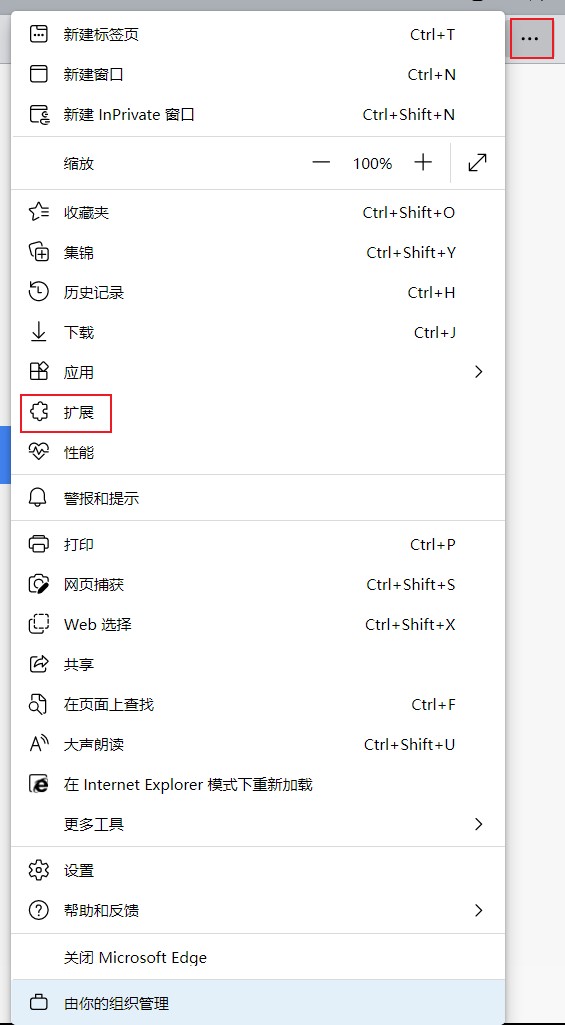 新建标签页 Ctrl+T
新建窗口 Ctrl+N
新建 InPrivate 窗口 Ctrl+Shift+N
缩放 — 100% +
收藏夹 Ctrl+Shift+O
集锦 Ctrl+Shift+Y
历史记录 Ctrl+H
下载 Ctrl+J
应用
扩展
性能
警报和提示
打印 Ctrl+P
网页捕获 Ctrl+Shift+S
Web 选择 Ctrl+Shift+X
共享
在页面上查找 Ctrl+F
大声朗读 Ctrl+Shift+U
在 Internet Explorer 模式下重新加载
更多工具
设置
帮助和反馈
关闭 Microsoft Edge
由你的组织管理